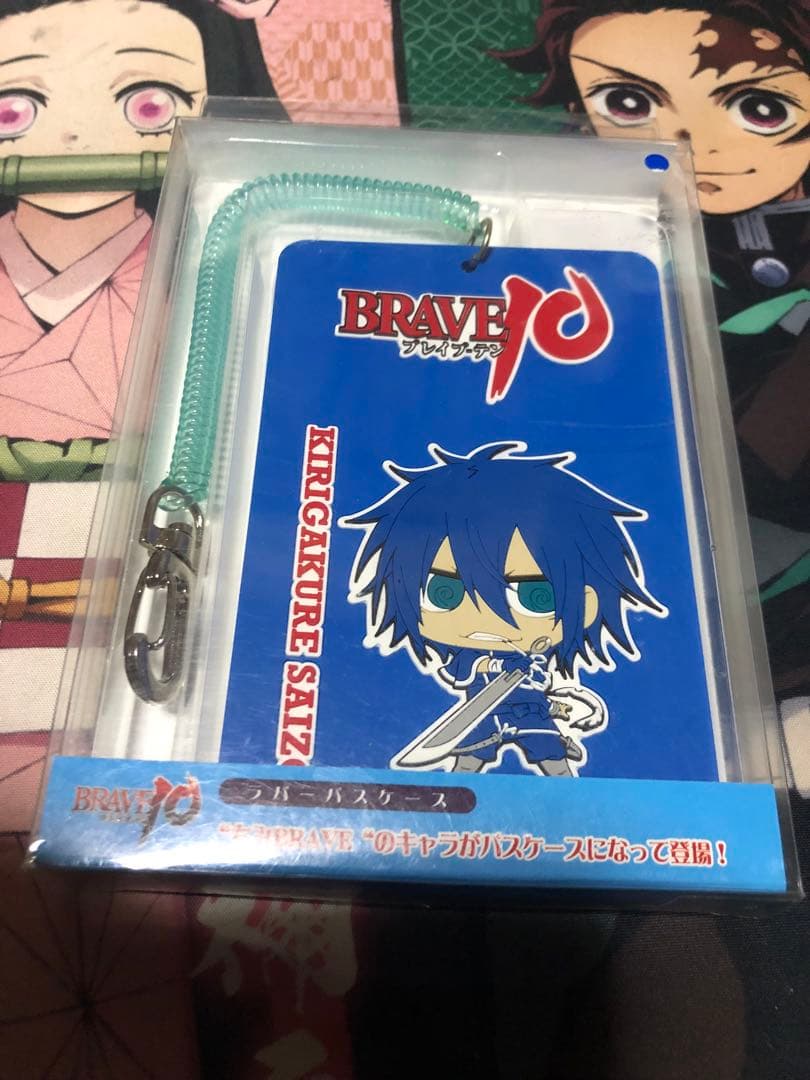 BRAVE10
ブレイブ・テン
KIRIGAKURE SAIZO
BRAVE10
ラバーパスケース
BRAVE "のキャラがパスケースになって登場！